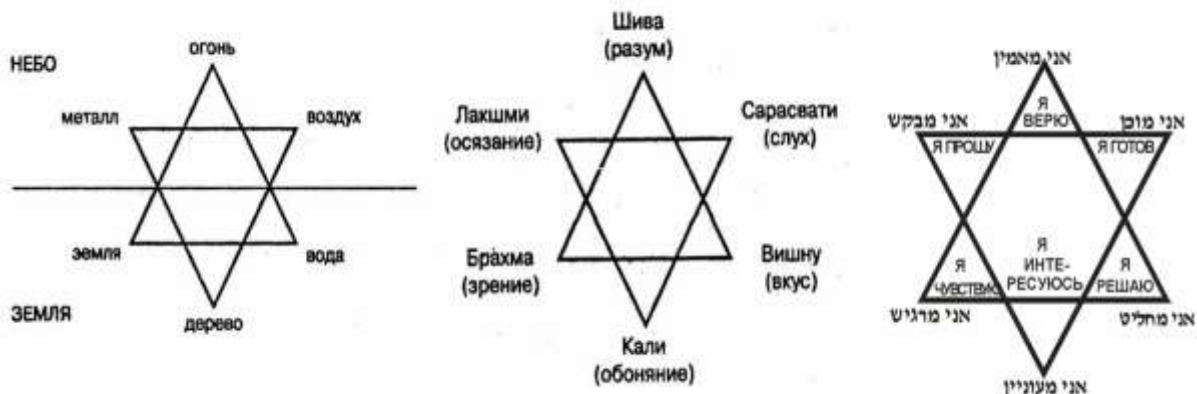 НЕБО
огонь
металл
воздух
земля
вода
ЗЕМЛЯ
дерево
Шива
(разум)
Лакшми
(осязание)
Сарасвати
(слух)
Брахма
(зрение)
Вишну
(вкус)
Кали
(обоняние)
אני מאמין
Я
ВЕРЮ
אני מבקש
אני מוכן
Я ПРОШУ
Я ГОТОВ
Я
ЧУВСТВУЮ
Я
ИНТЕ-
РЕСУЮСЬ
Я
РЕШАЮ
אני מרגיש
אני מחליט
אני מעוניין